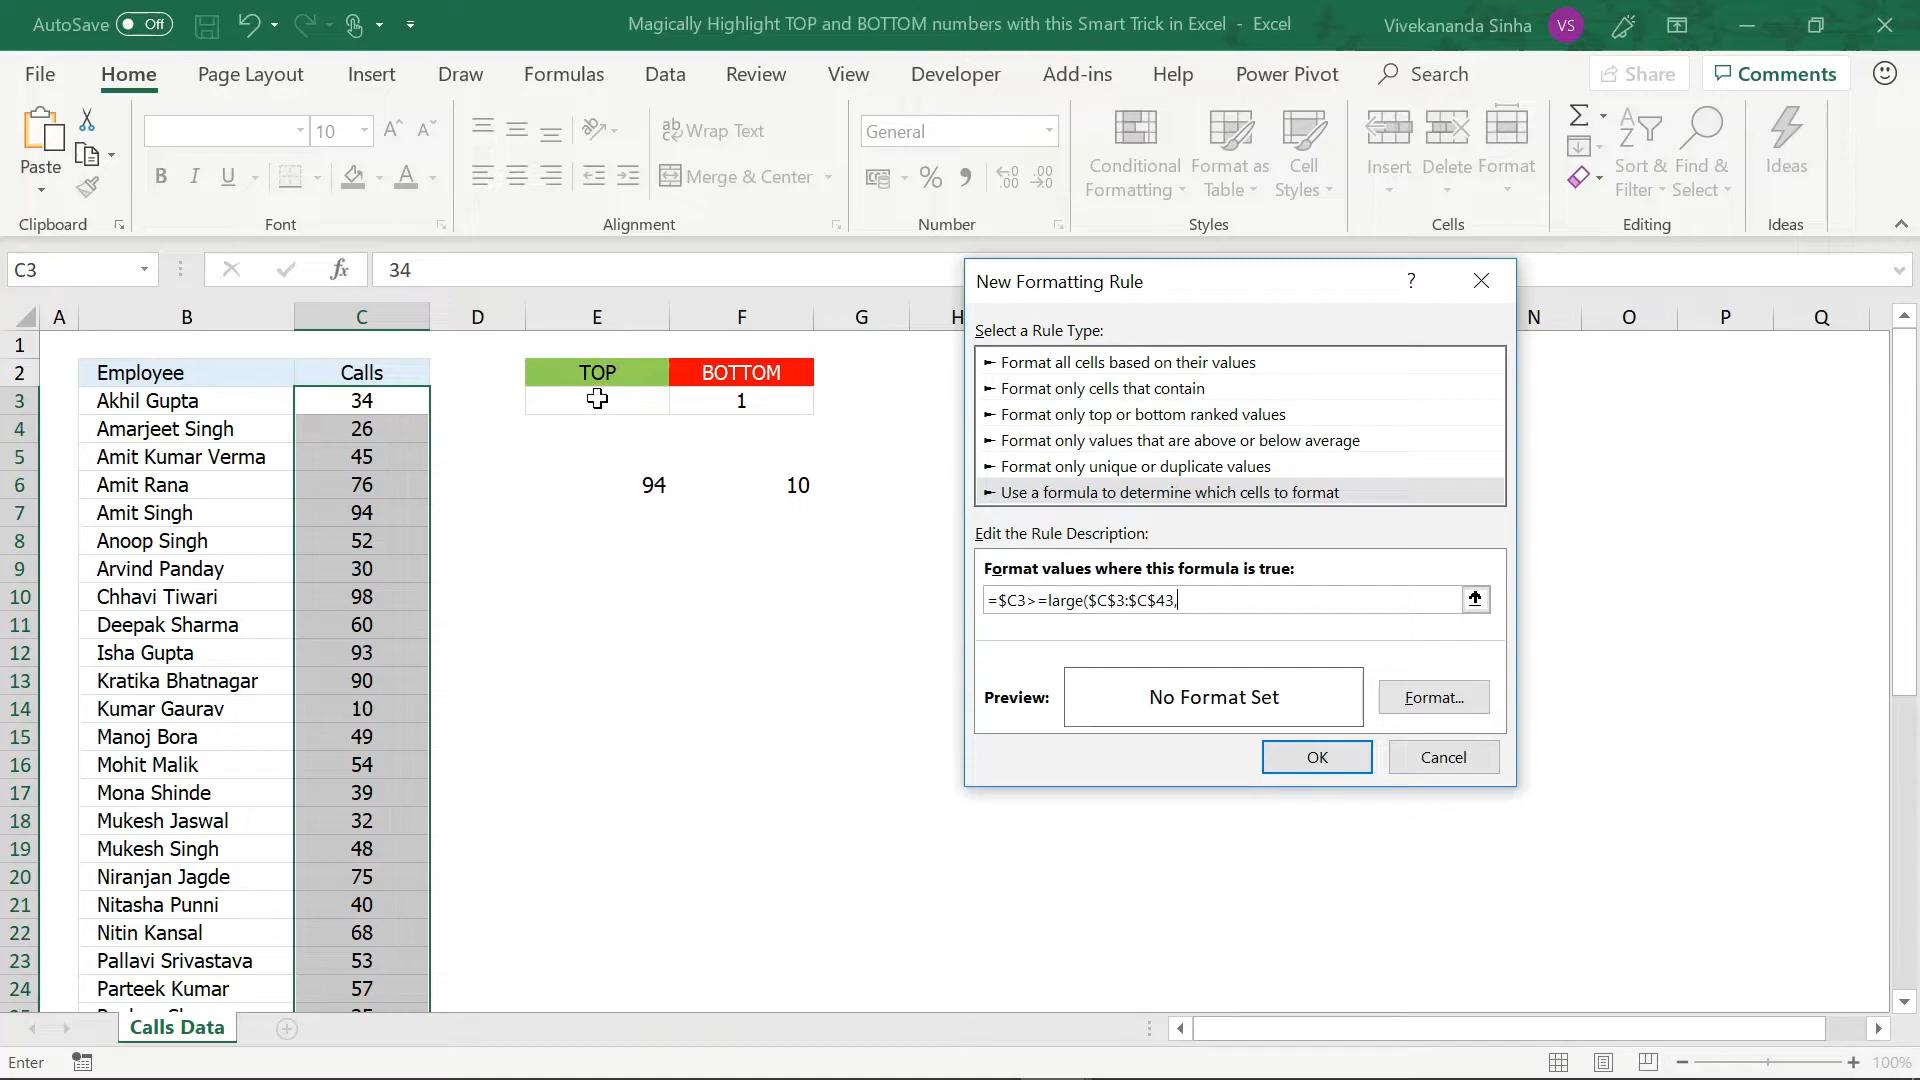 AutoSave Off
Magically Highlight TOP and BOTTOM numbers with this Smart Trick in Excel - Excel
Vivekananda Sinha VS
File Home Page Layout Insert Draw Formulas Data Review View Developer Add-ins Help Power Pivot Search Share Comments
Paste
Clipboard
10
B I U
Font
Wrap Text
Merge & Center
Alignment
General
Number
Conditional Formatting
Format as Table
Cell Styles
Styles
Insert Delete Format
Cells
Sort & Filter
Find & Select
Editing
Ideas
Ideas
C3 fx 34
A B C D E F G H N O P Q
1
2 Employee Calls TOP BOTTOM
3 Akhil Gupta 34 1
4 Amarjeet Singh 26
5 Amit Kumar Verma 45
6 Amit Rana 76 94 10
7 Amit Singh 94
8 Anoop Singh 52
9 Arvind Panday 30
10 Chhavi Tiwari 98
11 Deepak Sharma 60
12 Isha Gupta 93
13 Kratika Bhatnagar 90
14 Kumar Gaurav 10
15 Manoj Bora 49
16 Mohit Malik 54
17 Mona Shinde 39
18 Mukesh Jaswal 32
19 Mukesh Singh 48
20 Niranjan Jagde 75
21 Nitasha Punni 40
22 Nitin Kansal 68
23 Pallavi Srivastava 53
24 Parteek Kumar 57
New Formatting Rule ?
Select a Rule Type:
► Format all cells based on their values
► Format only cells that contain
► Format only top or bottom ranked values
► Format only values that are above or below average
► Format only unique or duplicate values
► Use a formula to determine which cells to format
Edit the Rule Description:
Format values where this formula is true:
=$C3>=large($C$3:$C$43,
Preview: No Format Set Format...
OK Cancel
Calls Data
Enter 100%